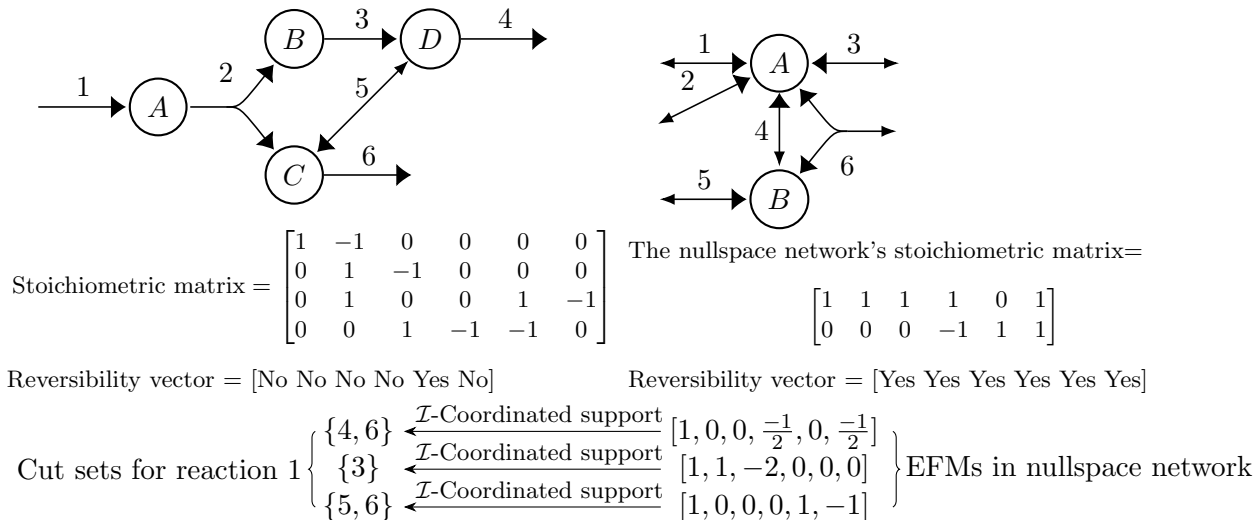 1
2
3
4
5
6
A
B
C
D
1
2
3
4
5
6
A
B
Stoichiometric matrix =
1 −1 0 0 0 0
0 1 −1 0 0 0
0 1 0 0 1 −1
0 0 1 −1 −1 0
The nullspace network's stoichiometric matrix=
1 1 1 1 0 1
0 0 0 −1 1 1
Reversibility vector = [No No No No Yes No]
Reversibility vector = [Yes Yes Yes Yes Yes Yes]
Cut sets for reaction 1
{4, 6} I-Coordinated support [1, 0, 0, −1/2, 0, −1/2]
{3} I-Coordinated support [1, 1, −2, 0, 0, 0]
{5, 6} I-Coordinated support [1, 0, 0, 0, 1, −1]
EFMs in nullspace network